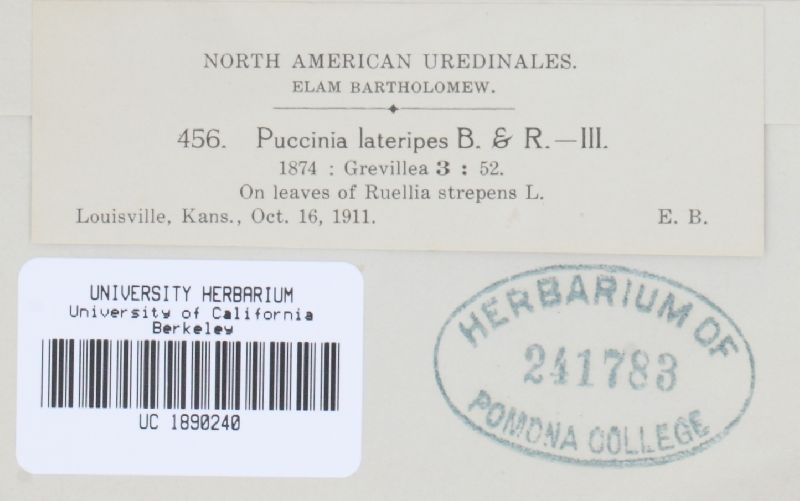 NORTH AMERICAN UREDINALES.
ELAM BARTHOLOMEW.
456. Puccinia lateripes B. & R.—III.
1874 : Grevillea 3 : 52.
On leaves of Ruellia strepens L.
Louisville, Kans., Oct. 16, 1911. E. B.
UNIVERSITY HERBARIUM
University of California
Berkeley
UC 1890240
HERBARIUM OF
241783
POMONA COLLEGE